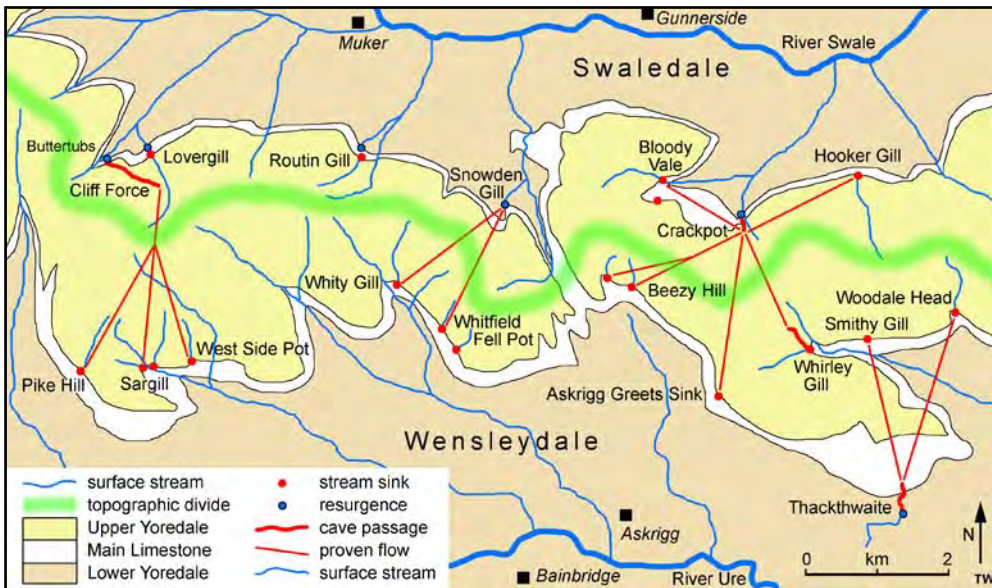 Gunnerside
Muker
River Swale
Swaledale
Buttertubs
Lovergill
Cliff Force
Routin Gill
Snowden
Gill
Bloody
Vale
Hooker Gill
Crackpot
Whity Gill
Beezy Hill
Woodale Head
Whitfield
Fell Pot
Smithy Gill
West Side Pot
Pike Hill
Sargill
Whirley
Gill
Askrigg Greets Sink
Wensleydale
Thackthwaite
surface stream
topographic divide
Upper Yoredale
Main Limestone
Lower Yoredale
stream sink
resurgence
cave passage
proven flow
surface stream
Askrigg
Bainbridge
River Ure
N
0 km 2
TW